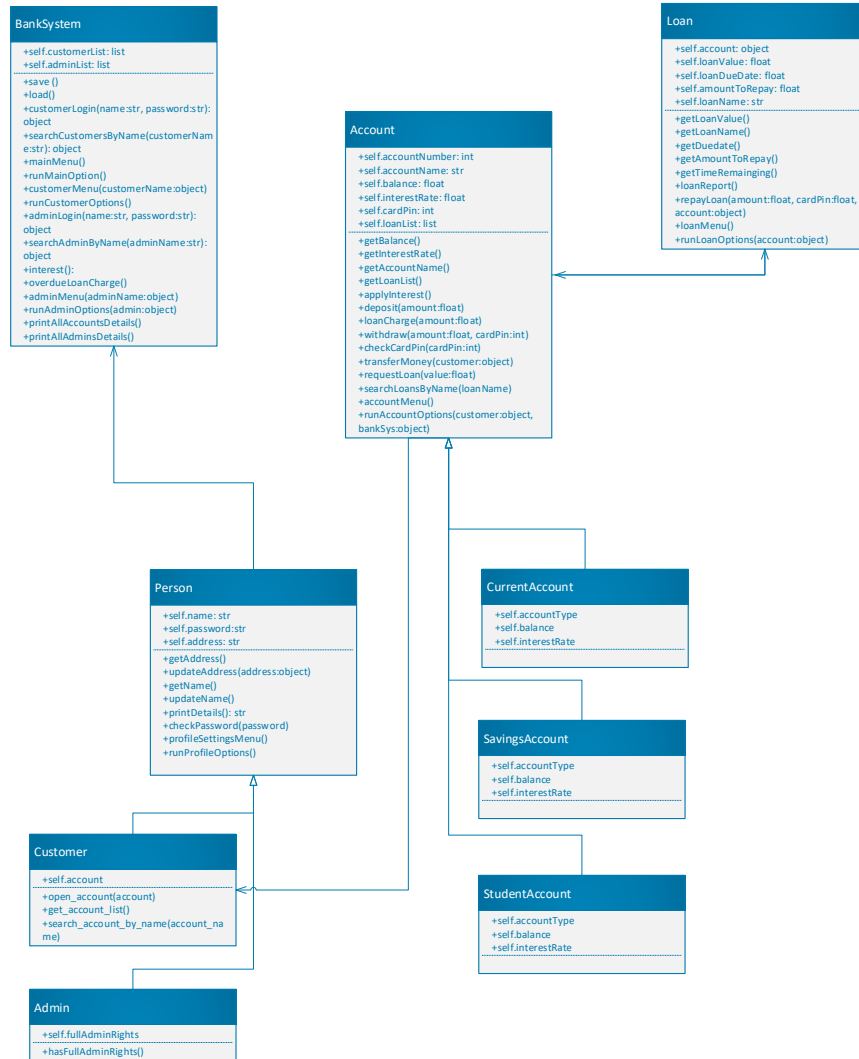 BankSystem
+self.customerList: list
+self.adminList: list
+save ()
+load()
+customerLogin(name:str, password:str):
object
+searchCustomersByName(customerNam
e:str): object
+mainMenu()
+runMainOption()
+customerMenu(customerName:object)
+runCustomerOptions()
+adminLogin(name:str, password:str):
object
+searchAdminByName(adminName:str):
object
+interest():
+overdueLoanCharge()
+adminMenu(adminName:object)
+runAdminOptions(admin:object)
+printAllAccountsDetails()
+printAllAdminsDetails()
Loan
+self.account: object
+self.loanValue: float
+self.loanDueDate: float
+self.amountToRepay: float
+self.loanName: str
+getLoanValue()
+getLoanName()
+getDuedate()
+getAmountToRepay()
+getTimeRemainging()
+loanReport()
+repayLoan(amount:float, cardPin:float,
account:object)
+loanMenu()
+runLoanOptions(account:object)
Account
+self.accountNumber: int
+self.accountName: str
+self.balance: float
+self.interestRate: float
+self.cardPin: int
+self.loanList: list
+getBalance()
+getInterestRate()
+getAccountName()
+getLoanList()
+applyInterest()
+deposit(amount:float)
+loanCharge(amount:float)
+withdraw(amount:float, cardPin:int)
+checkCardPin(cardPin:int)
+transferMoney(customer:object)
+requestLoan(value:float)
+searchLoansByName(loanName)
+accountMenu()
+runAccountOptions(customer:object,
bankSys:object)
Person
+self.name: str
+self.password:str
+self.address: str
+getAddress()
+updateAddress(address:object)
+getName()
+updateName()
+printDetails(): str
+checkPassword(password)
+profileSettingsMenu()
+runProfileOptions()
CurrentAccount
+self.accountType
+self.balance
+self.interestRate
SavingsAccount
+self.accountType
+self.balance
+self.interestRate
Customer
+self.account
+open_account(account)
+get_account_list()
+search_account_by_name(account_na
me)
StudentAccount
+self.accountType
+self.balance
+self.interestRate
Admin
+self.fullAdminRights
+hasFullAdminRights()